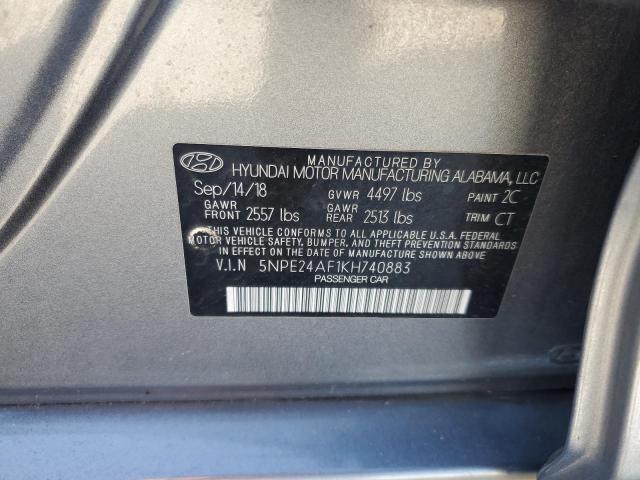 MANUFACTURED BY
HYUNDAI MOTOR MANUFACTURING ALABAMA, LLC
Sep/14/18 GVWR 4497 lbs PAINT 2C
GAWR FRONT 2557 lbs GAWR REAR 2513 lbs TRIM CT
THIS VEHICLE CONFORMS TO ALL APPLICABLE U.S.A. FEDERAL
MOTOR VEHICLE SAFETY, BUMPER, AND THEFT PREVENTION STANDARDS
IN EFFECT ON THE DATE OF MANUFACTURE SHOWN ABOVE.
V.I.N 5NPE24AF1KH740883
PASSENGER CAR